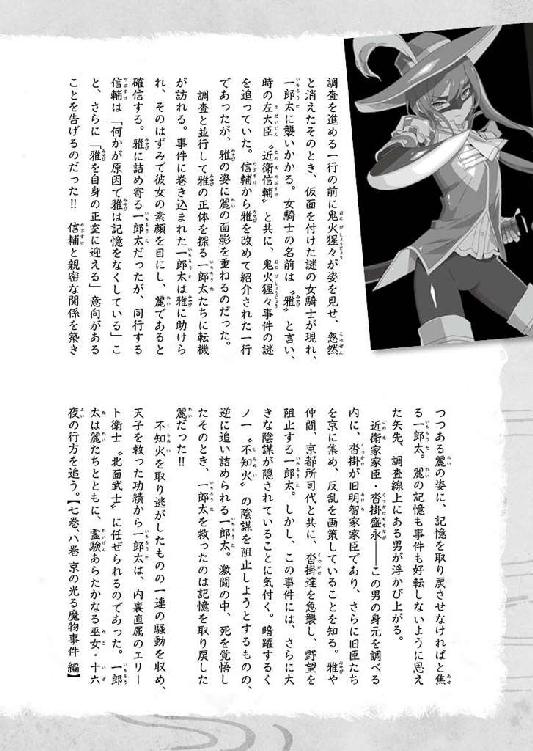 調査を進める一行の前に鬼火猩々が姿を見せ、忽然
と消えたそのとき、仮面を付けた謎の女騎士が現れ、
一郎太に襲いかかる。女騎士の名前は〝雅〟と言い、
時の左大臣〝近衛信輔〟と共に、鬼火猩々事件の謎
を追っていた。信輔から雅を改めて紹介された一行
であったが、雅の姿に麗の面影を重ねるのだった。
調査と並行して雅の正体を探る一郎太たちに転機
が訪れる。事件に巻き込まれた一郎太は雅に助けら
れ、そのはずみで彼女の素顔を目にし、麗であると
確信する。雅に詰め寄る一郎太だったが、同行する
信輔は「何かが原因で雅は記憶をなくしている」こ
と、さらに「雅を自身の正室に迎える」意向がある
ことを告げるのだった!! 信輔と親密な関係を築き
つつある麗の姿に、記憶を取り戻させなければと焦
る一郎太。麗の記憶も事件も好転しないように思え
た矢先、調査線上にある男が浮かび上がる。
近衛家家臣・沓掛盛永――この男の身元を調べる
内に、沓掛が旧明智家家臣であり、さらに旧臣たち
を京に集め、反乱を画策していることを知る。雅や
仲間、京都所司代と共に、沓掛達を急襲し、野望を
阻止する一郎太。しかし、この事件には、さらに大
きな陰謀が隠されていることに気付く。暗躍するく
ノ一〝不知火〟の陰謀を阻止しようとするものの、
逆に追い詰められる一郎太。激闘の中、死を覚悟し
たそのとき、一郎太を救ったのは記憶を取り戻した
麗だった!!
不知火を取り逃がしたものの一連の騒動を収め、
天子を救った功績から一郎太は、内裏直属のエリー
ト衛士〝北面武士〟に任ぜられるのであった。一郎
太は麗たちとともに、霊験あらたかなる巫女・十六
夜の行方を追う。【七巻、八巻 京の光る魔物事件 編】